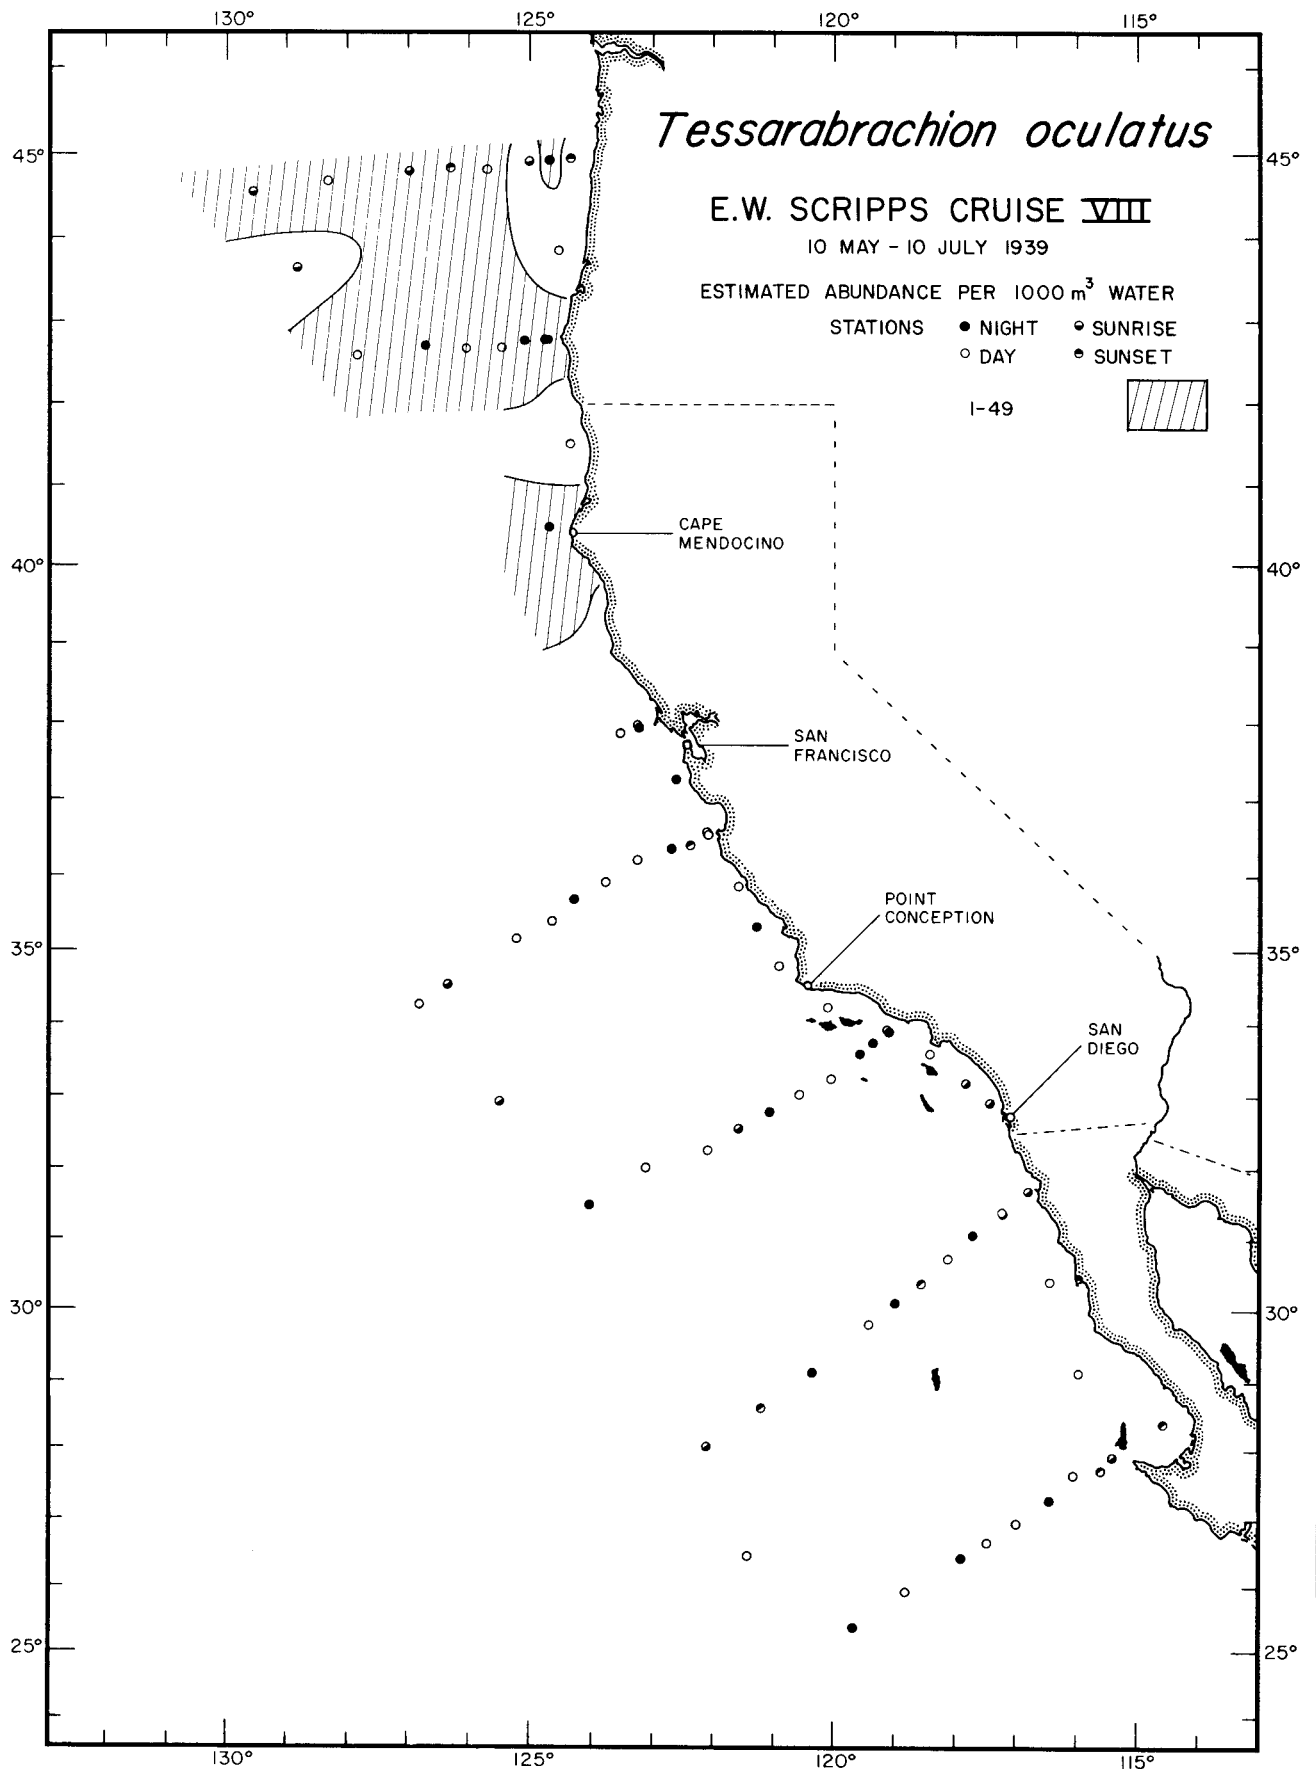 130° 125° 120° 115°
Tessarabrachion oculatus
45° 45°
E.W. SCRIPPS CRUISE VIII
10 MAY - 10 JULY 1939
ESTIMATED ABUNDANCE PER 1000 m³ WATER
STATIONS ● NIGHT ◒ SUNRISE
○ DAY ◓ SUNSET
1-49
CAPE
MENDOCINO
40° 40°
SAN
FRANCISCO
POINT
CONCEPTION
35° 35°
SAN
DIEGO
30° 30°
25° 25°
130° 125° 120° 115°